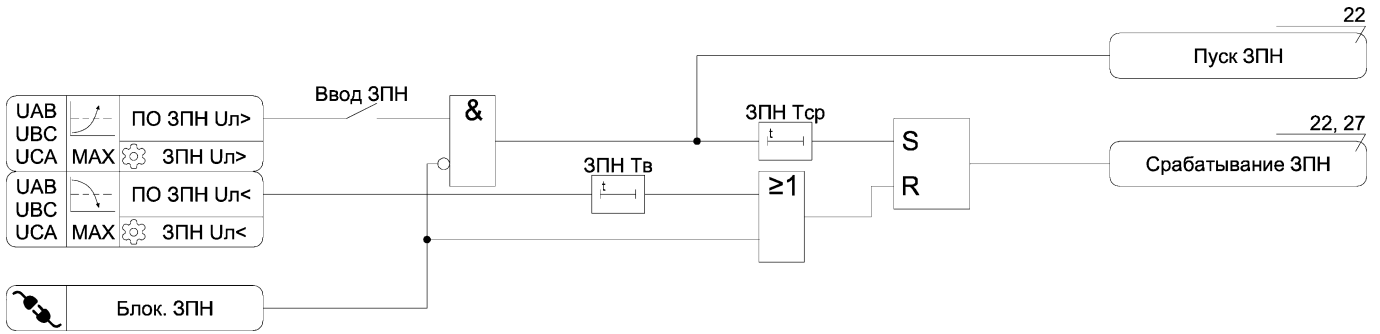 22
Пуск ЗПН
Ввод ЗПН
UAB
UBC
UCA
MAX
ПО ЗПН Uл>
ЗПН Uл>
&
ЗПН Тср
t
S
R
22, 27
Срабатывание ЗПН
UAB
UBC
UCA
MAX
ПО ЗПН Uл<
ЗПН Uл<
ЗПН Тв
t
≥1
Блок. ЗПН